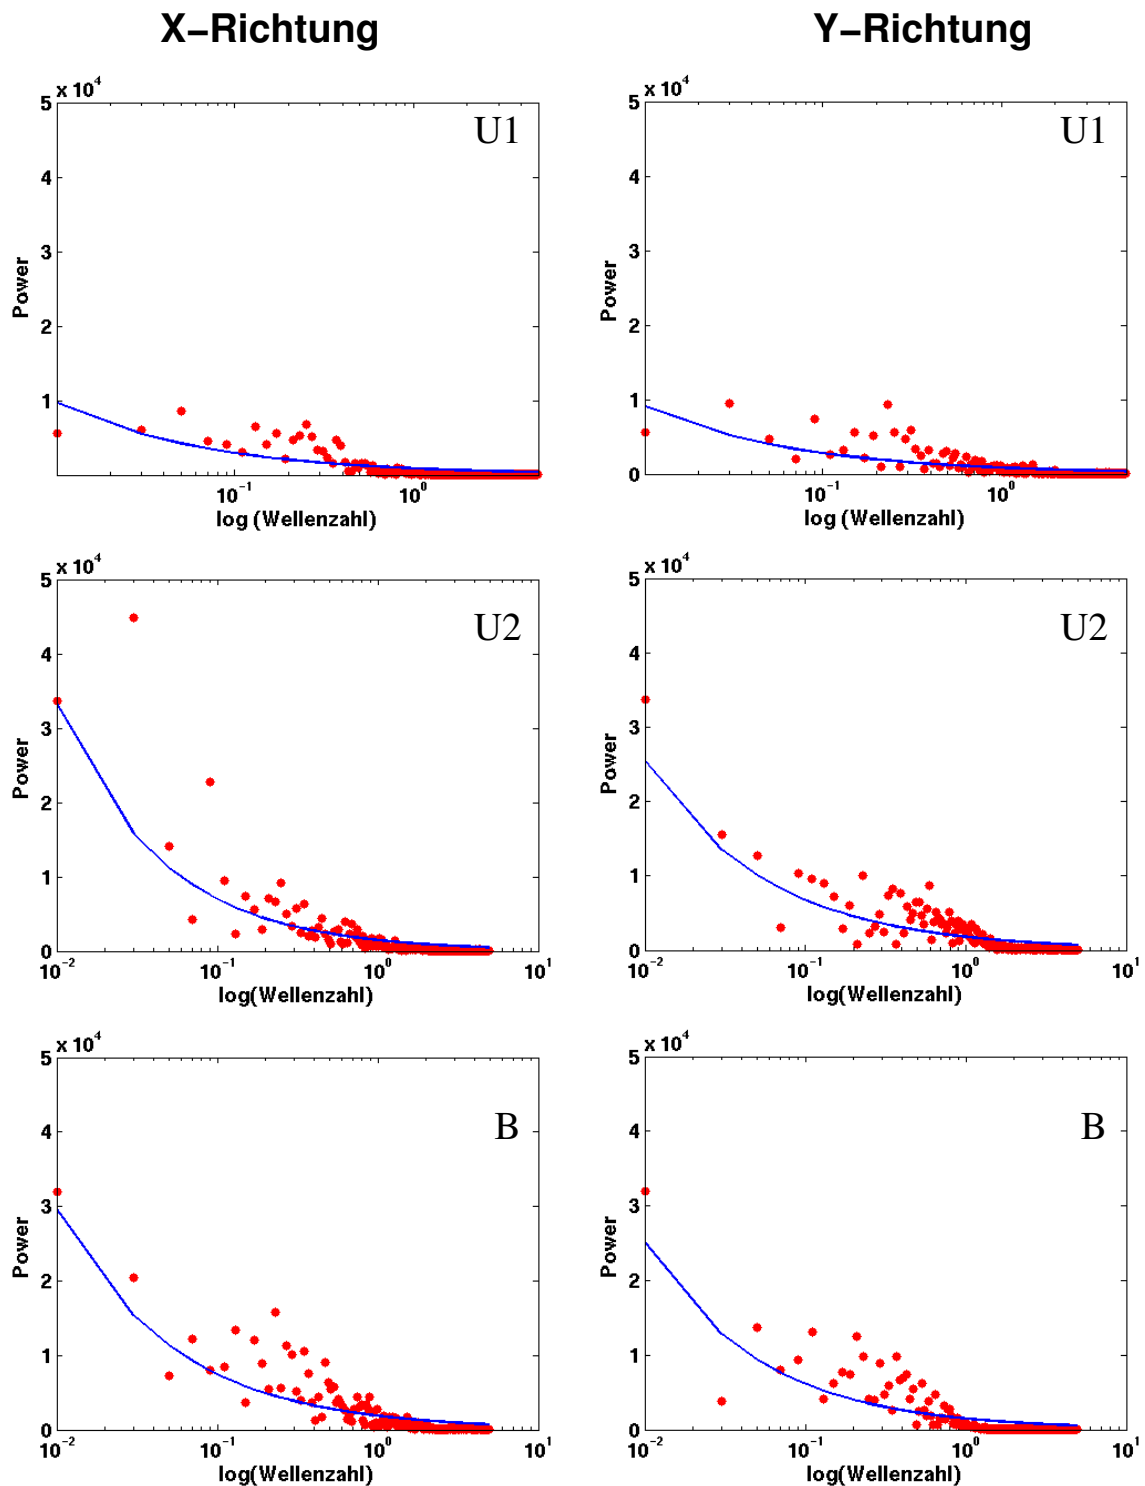 X–Richtung Y–Richtung
x 10⁴ x 10⁴
5 5
U1 U1
4 4
3 3
Power Power
2 2
1 1
0
10⁻¹ 10⁰ 10⁻¹ 10⁰
log (Wellenzahl) log (Wellenzahl)
x 10⁴ x 10⁴
5 5
U2 U2
4 4
3 3
Power Power
2 2
1 1
0 0
10⁻² 10⁻¹ 10⁰ 10¹ 10⁻² 10⁻¹ 10⁰ 10¹
log(Wellenzahl) log(Wellenzahl)
x 10⁴ x 10⁴
5 5
B B
4 4
3 3
Power Power
2 2
1 1
0 0
10⁻² 10⁻¹ 10⁰ 10¹ 10⁻² 10⁻¹ 10⁰ 10¹
log(Wellenzahl) log(Wellenzahl)